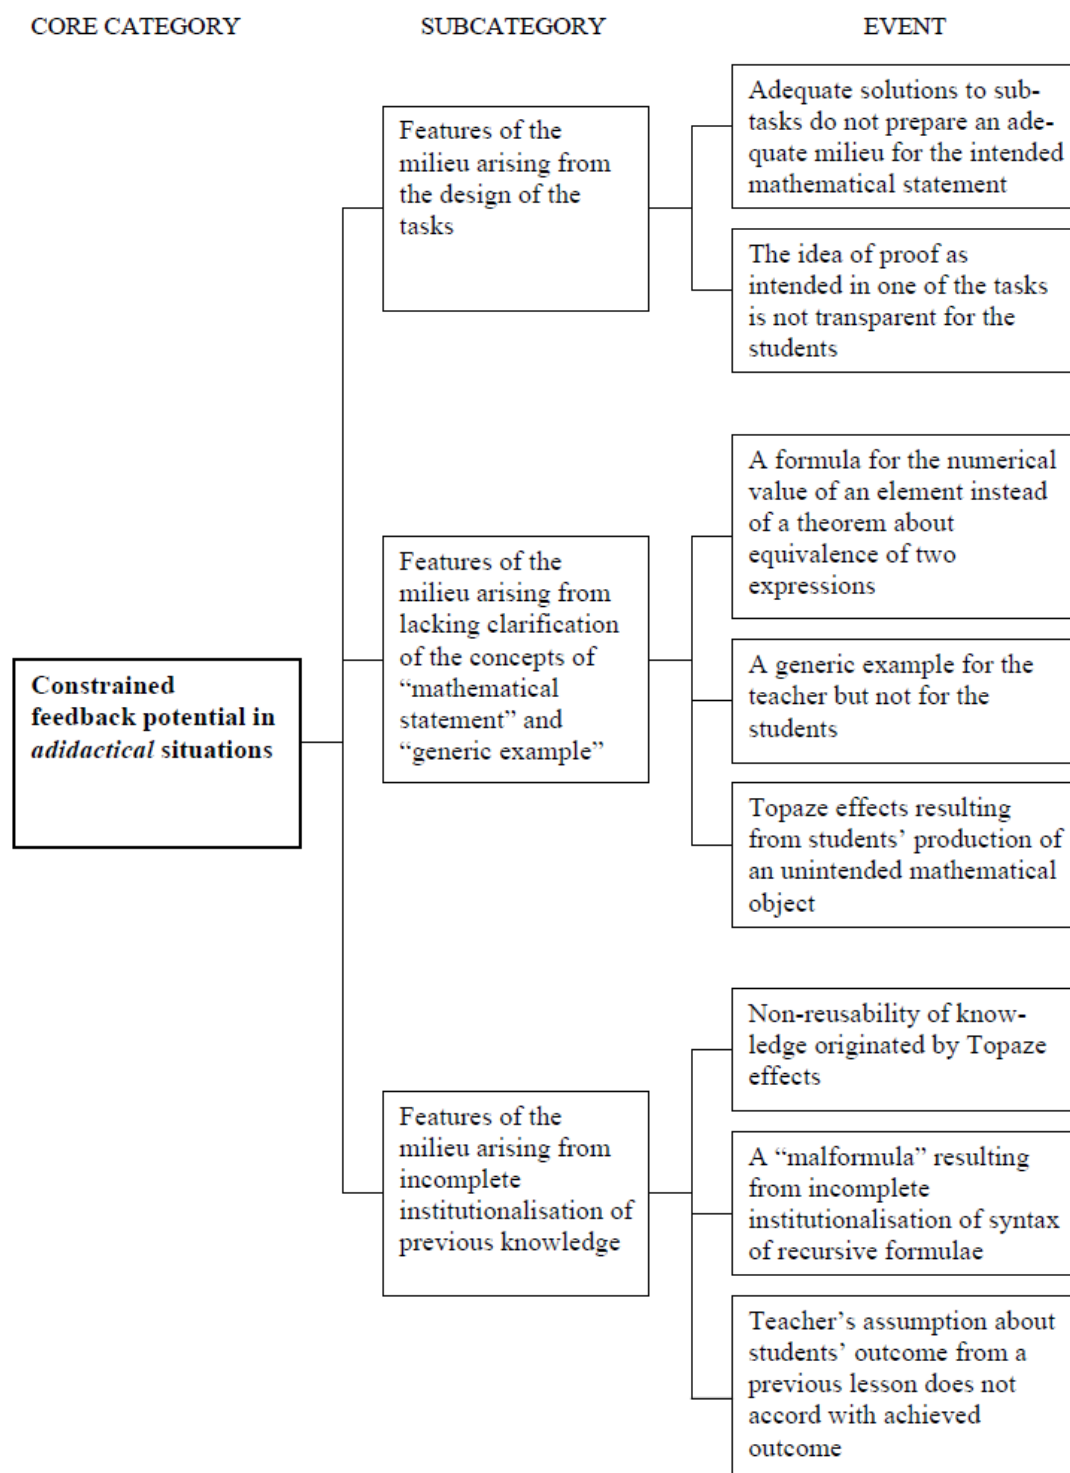 CORE CATEGORY
SUBCATEGORY
EVENT
Constrained
feedback potential in
adidactical situations
Features of the
milieu arising from
the design of the
tasks
Adequate solutions to sub-
tasks do not prepare an ade-
quate milieu for the intended
mathematical statement
The idea of proof as
intended in one of the tasks
is not transparent for the
students
Features of the
milieu arising from
lacking clarification
of the concepts of
“mathematical
statement” and
“generic example”
A formula for the numerical
value of an element instead
of a theorem about
equivalence of two
expressions
A generic example for the
teacher but not for the
students
Topaze effects resulting
from students’ production of
an unintended mathematical
object
Features of the
milieu arising from
incomplete
institutionalisation of
previous knowledge
Non-reusability of know-
ledge originated by Topaze
effects
A “malformula” resulting
from incomplete
institutionalisation of syntax
of recursive formulae
Teacher’s assumption about
students’ outcome from a
previous lesson does not
accord with achieved
outcome